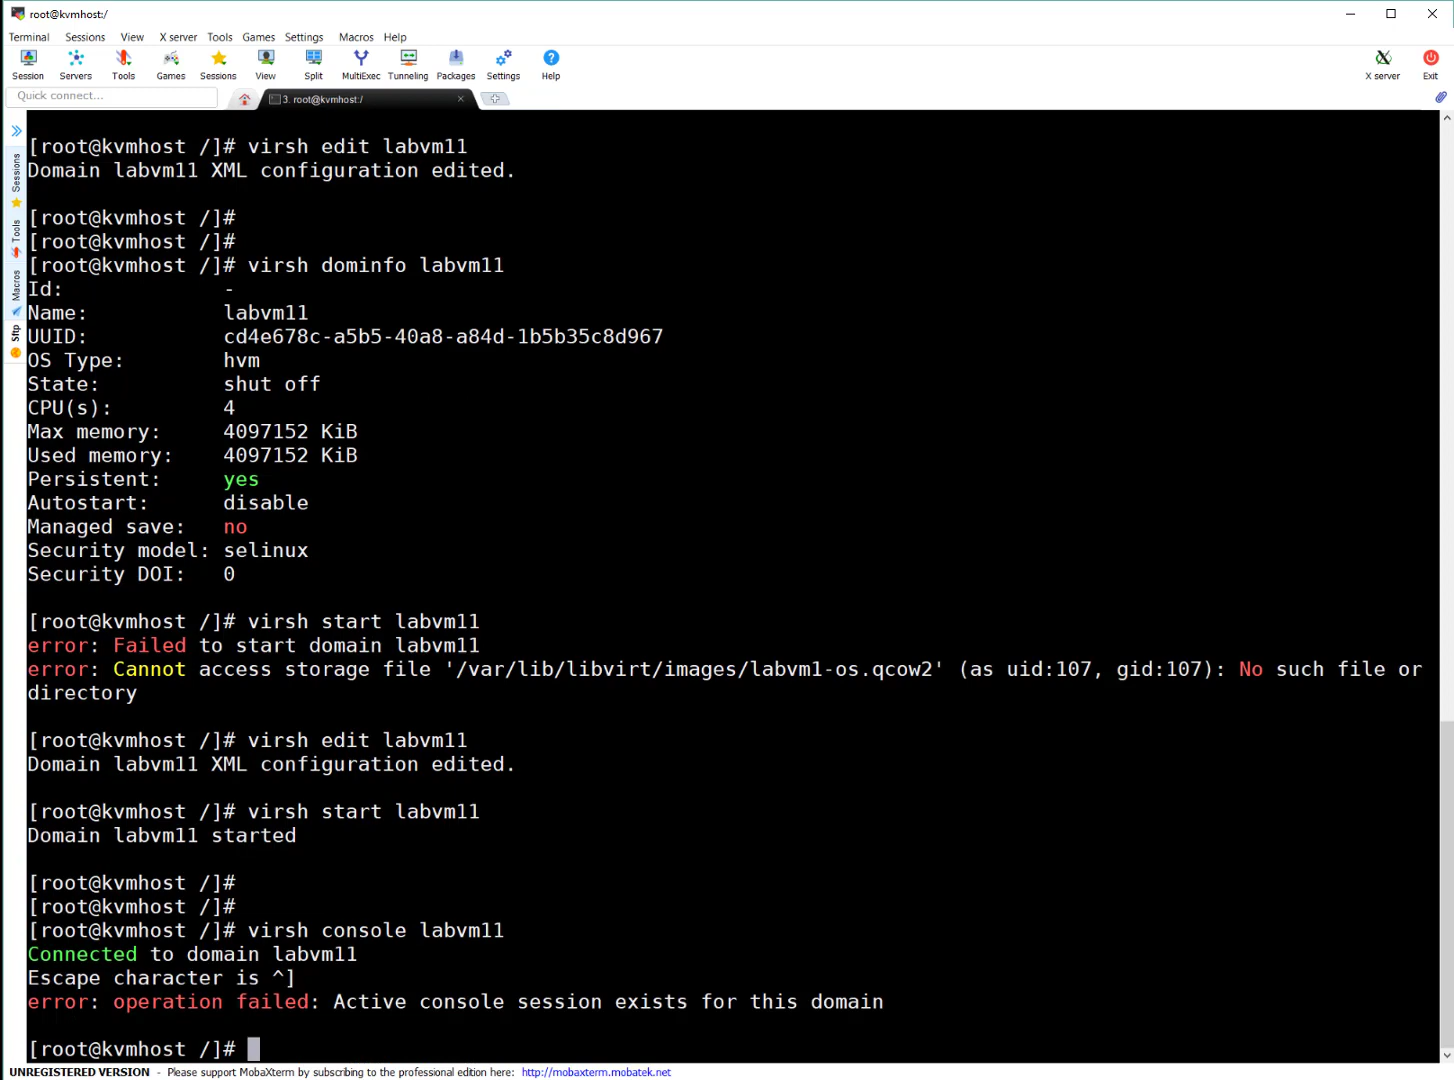 root@kvmhost:/
Terminal Sessions View X server Tools Games Settings Macros Help
Session Servers Tools Games Sessions View Split MultiExec Tunneling Packages Settings Help X server Exit
Quick connect...
3. root@kvmhost:/
Sessions
Tools
Macros
Sftp
[root@kvmhost /]# virsh edit labvm11
Domain labvm11 XML configuration edited.
[root@kvmhost /]#
[root@kvmhost /]#
[root@kvmhost /]# virsh dominfo labvm11
Id: -
Name: labvm11
UUID: cd4e678c-a5b5-40a8-a84d-1b5b35c8d967
OS Type: hvm
State: shut off
CPU(s): 4
Max memory: 4097152 KiB
Used memory: 4097152 KiB
Persistent: yes
Autostart: disable
Managed save: no
Security model: selinux
Security DOI: 0
[root@kvmhost /]# virsh start labvm11
error: Failed to start domain labvm11
error: Cannot access storage file '/var/lib/libvirt/images/labvm1-os.qcow2' (as uid:107, gid:107): No such file or
directory
[root@kvmhost /]# virsh edit labvm11
Domain labvm11 XML configuration edited.
[root@kvmhost /]# virsh start labvm11
Domain labvm11 started
[root@kvmhost /]#
[root@kvmhost /]#
[root@kvmhost /]# virsh console labvm11
Connected to domain labvm11
Escape character is ^]
error: operation failed: Active console session exists for this domain
[root@kvmhost /]#
UNREGISTERED VERSION - Please support MobaXterm by subscribing to the professional edition here: http://mobaxterm.mobatek.net